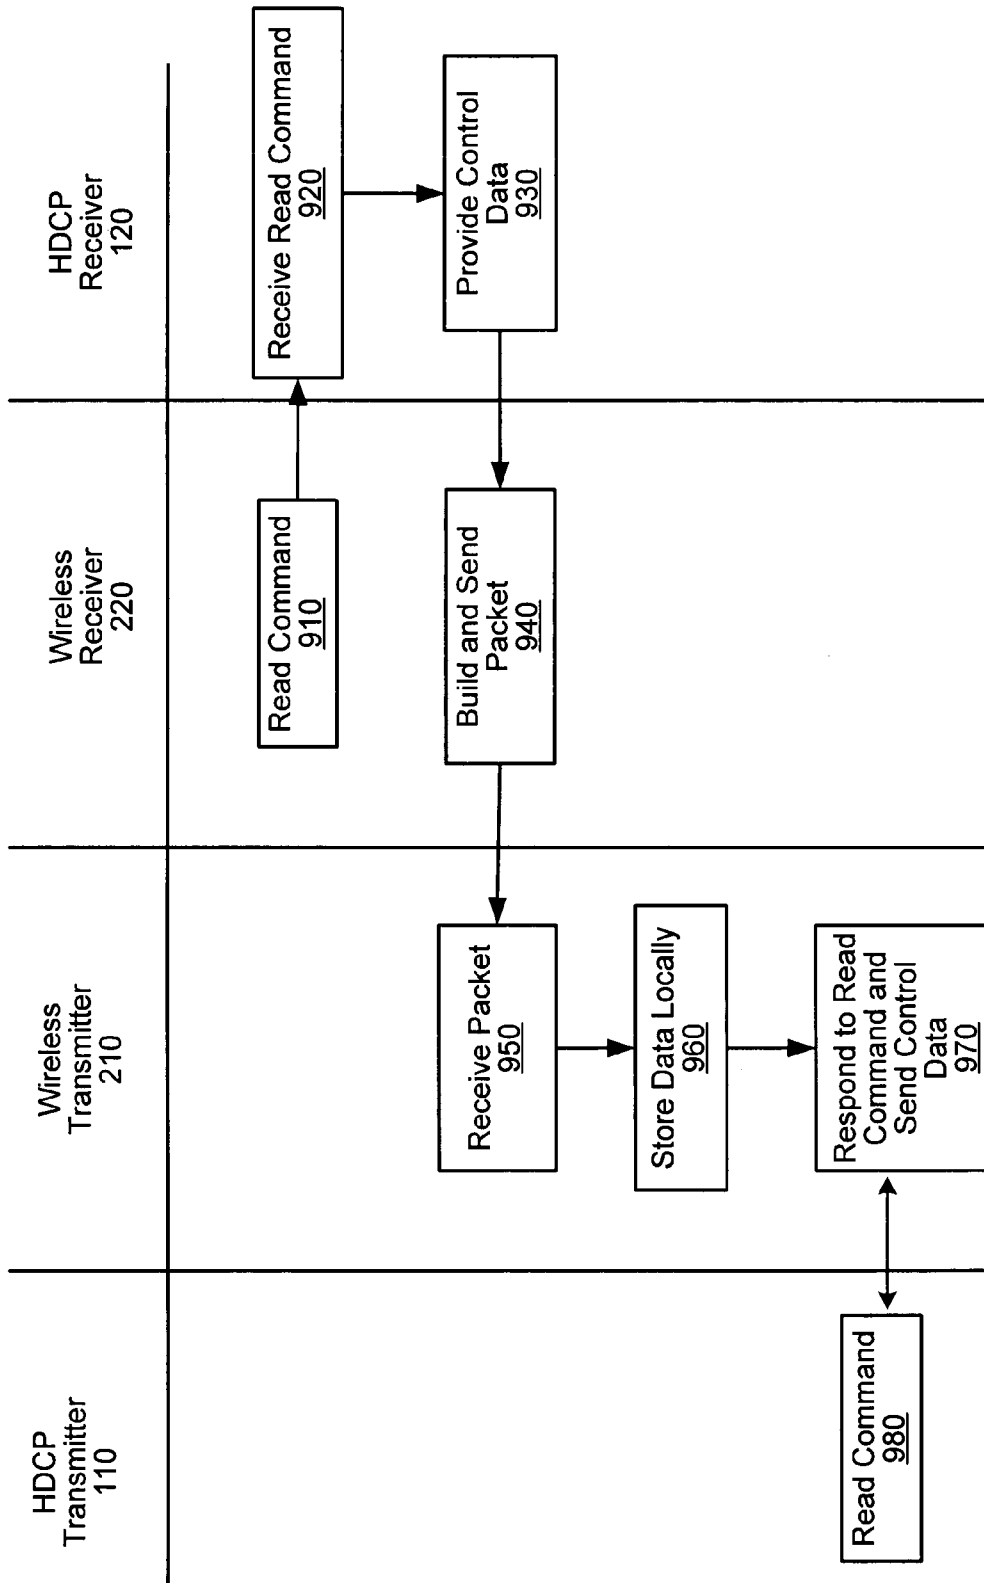 HDCP
Transmitter
110
Wireless
Transmitter
210
Wireless
Receiver
220
HDCP
Receiver
120
Read Command
910
Receive Read Command
920
Provide Control
Data
930
Build and Send
Packet
940
Receive Packet
950
Store Data Locally
960
Respond to Read
Command and
Send Control
Data
970
Read Command
980